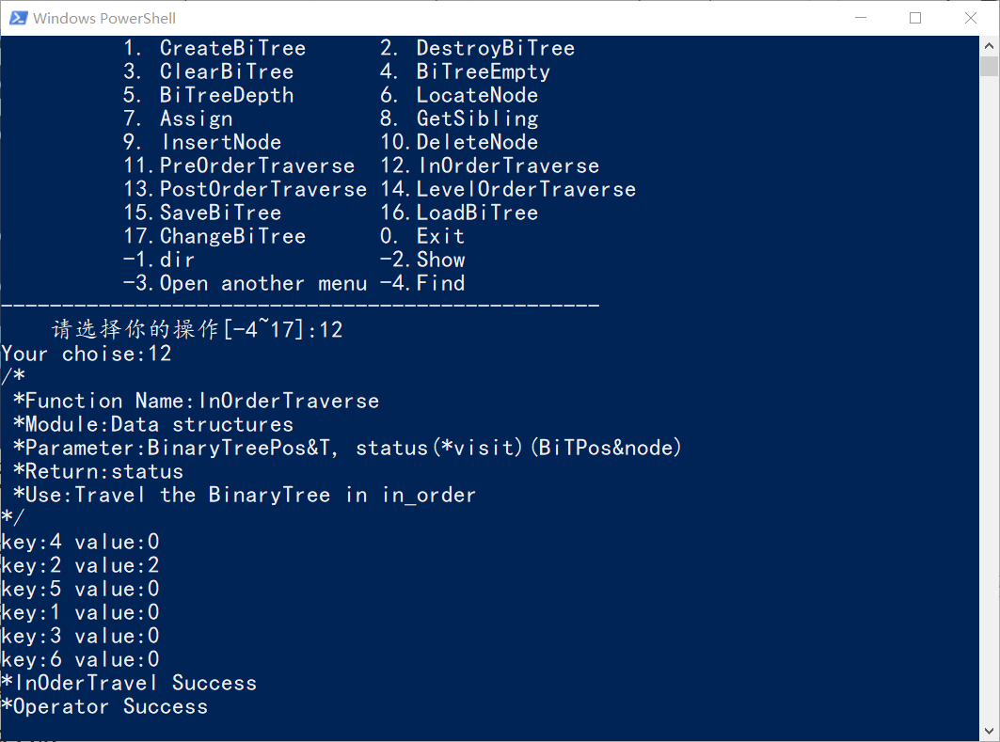 Windows PowerShell
1. CreateBiTree 2. DestroyBiTree
3. ClearBiTree 4. BiTreeEmpty
5. BiTreeDepth 6. LocateNode
7. Assign 8. GetSibling
9. InsertNode 10.DeleteNode
11.PreOrderTraverse 12.InOrderTraverse
13.PostOrderTraverse 14.LevelOrderTraverse
15.SaveBiTree 16.LoadBiTree
17.ChangeBiTree 0. Exit
-1.dir -2.Show
-3.Open another menu -4.Find
-------------------------------------------------
请选择你的操作[-4~17]:12
Your choise:12
/*
*Function Name:InOrderTraverse
*Module:Data structures
*Parameter:BinaryTreePos&T, status(*visit)(BiTPos&node)
*Return:status
*Use:Travel the BinaryTree in in_order
*/
key:4 value:0
key:2 value:2
key:5 value:0
key:1 value:0
key:3 value:0
key:6 value:0
*InOderTravel Success
*Operator Success